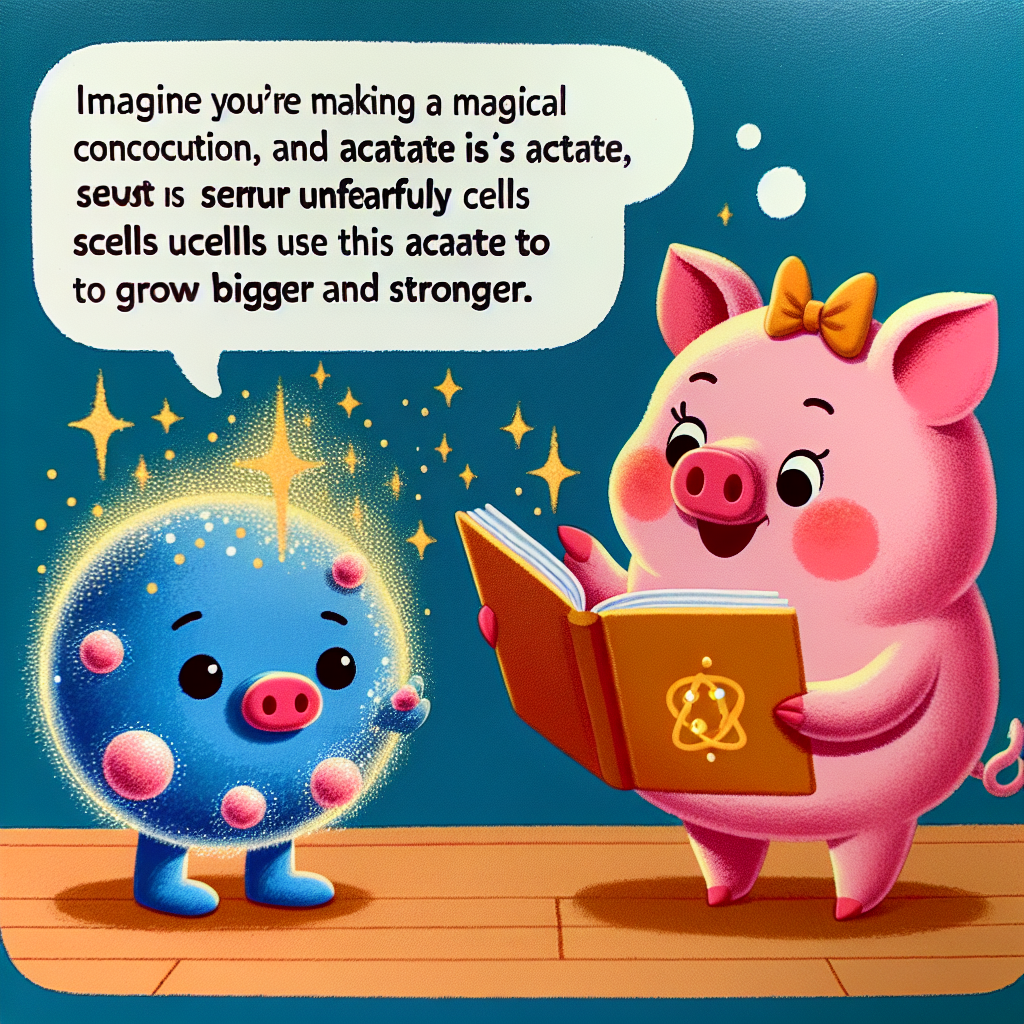 Imagine you're making a magical
concocution, and acatate is's actate,
seust is serrur unfearfuly cells
scells ucellls use this acaate to
to grow bigger and stronger.